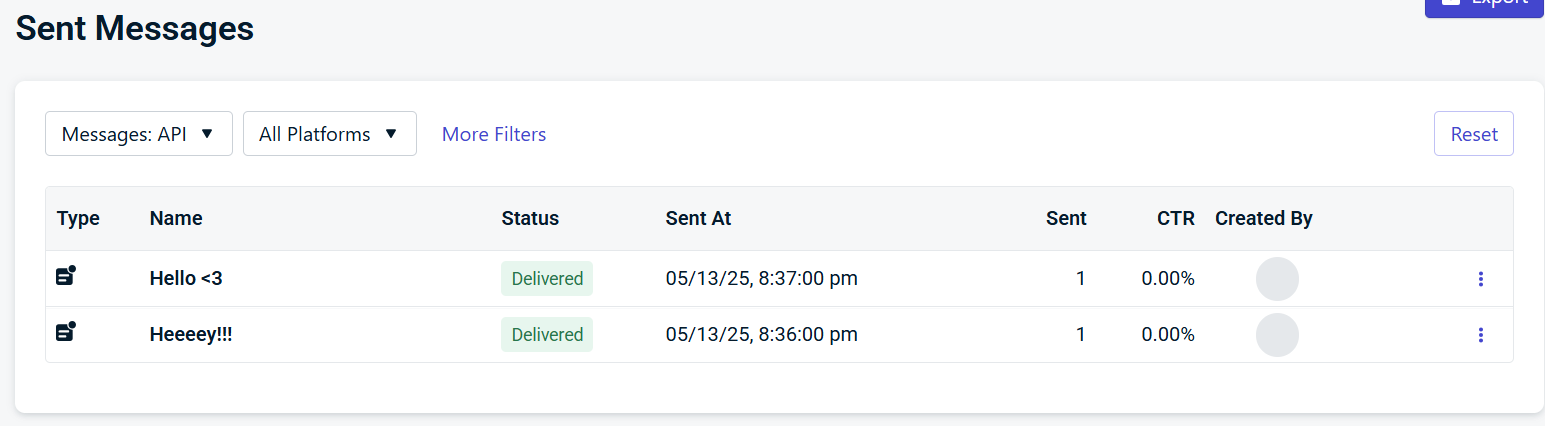 Export
Sent Messages
Messages: API All Platforms More Filters Reset
Type Name Status Sent At Sent CTR Created By
Hello <3 Delivered 05/13/25, 8:37:00 pm 1 0.00%
Heeeey!!! Delivered 05/13/25, 8:36:00 pm 1 0.00%